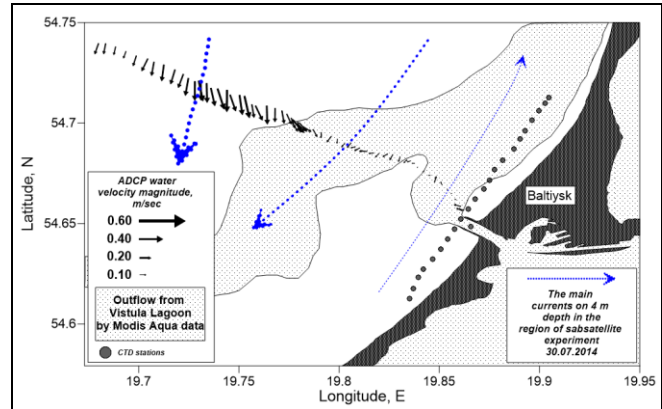 54.75
54.7
54.65
54.6
Latitude, N
ADCP water
velocity magnitude,
m/sec
0.60
0.40
0.20
0.10
Outflow from
Vistula Lagoon
by Modis Aqua data
CTD stations
Baltiysk
The main
currents on 4 m
depth in the
region of sabsatellite
experiment
30.07.2014
19.7
19.75
19.8
19.85
19.9
19.95
Longitude, E